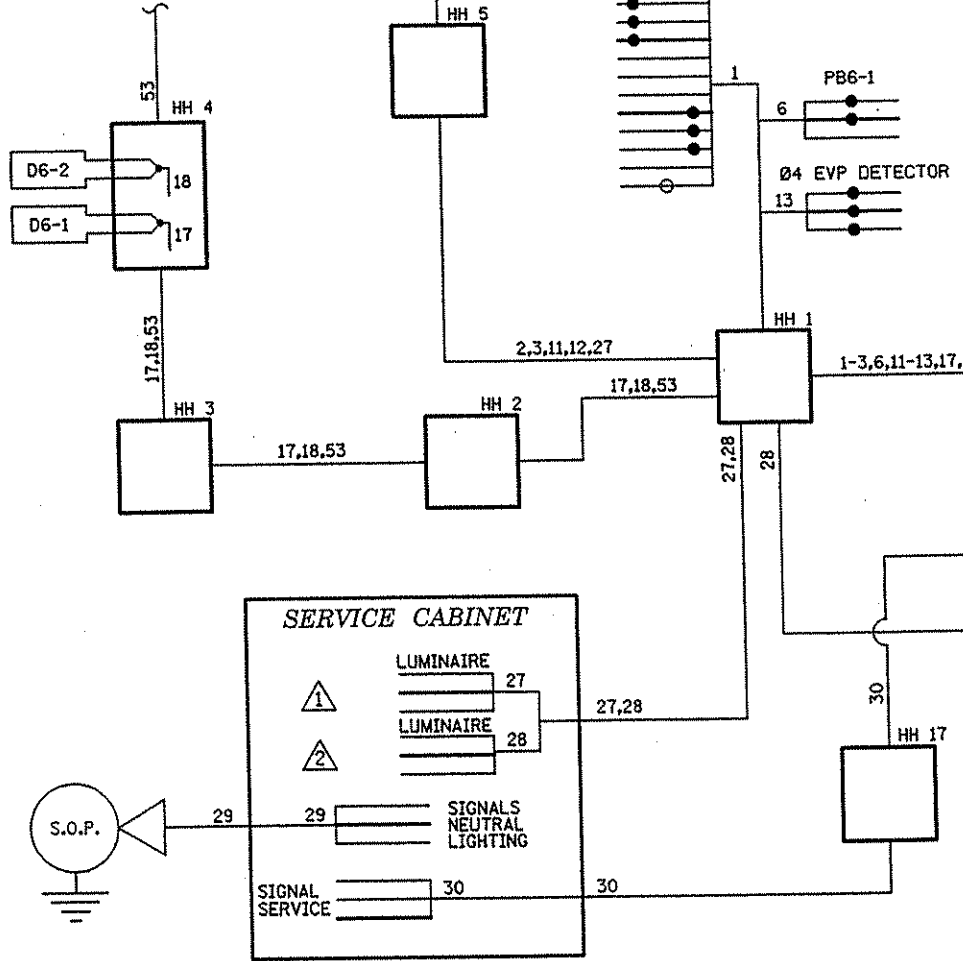 HH 5
53
HH 4
1
PB6-1
6
D6-2
18
Ø4 EVP DETECTOR
13
D6-1
17
HH 1
17,18,53
2,3,11,12,27
1-3,6,11-13,17,
17,18,53
HH 3
HH 2
17,18,53
27,28
28
SERVICE CABINET
LUMINAIRE
27
1
27,28
30
LUMINAIRE
28
2
HH 17
S.O.P.
29
29
SIGNALS
NEUTRAL
LIGHTING
SIGNAL
SERVICE
30
30